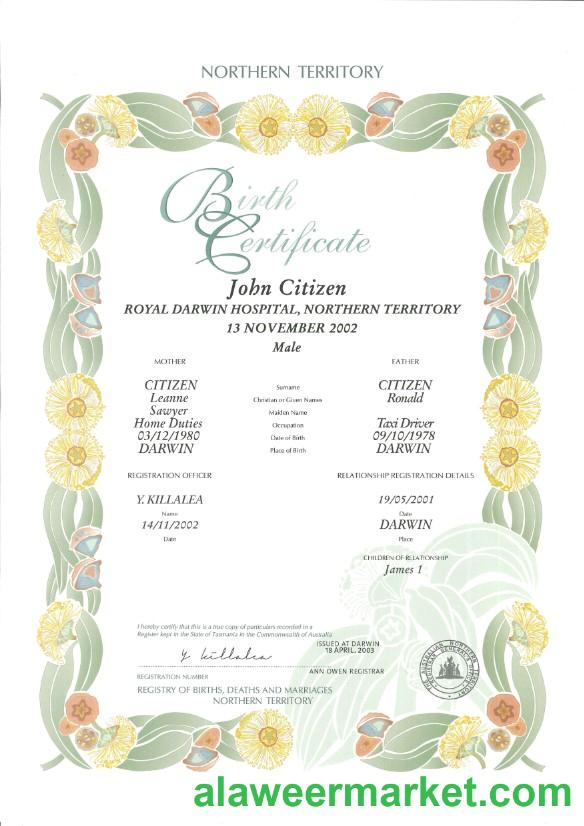 NORTHERN TERRITORY
Birth
Certificate
John Citizen
ROYAL DARWIN HOSPITAL, NORTHERN TERRITORY
13 NOVEMBER 2002
Male
MOTHER FATHER
CITIZEN Surname CITIZEN
Leanne Christian or Given Names Ronald
Sawyer Maiden Name
Home Duties Occupation Taxi Driver
03/12/1980 Date of Birth 09/10/1978
DARWIN Place of Birth DARWIN
REGISTRATION OFFICER RELATIONSHIP REGISTRATION DETAILS
Y. KILLALEA 19/05/2001
Name Date
14/11/2002 DARWIN
Date Place
CHILDREN OF RELATIONSHIP
James 1
I hereby certify that this is a true copy of particulars recorded in a
Register kept in the State of Tasmania in the Commonwealth of Australia
ISSUED AT DARWIN
18 APRIL, 2003
y killalea
ANN OWEN REGISTRAR
REGISTRATION NUMBER
REGISTRY OF BIRTHS, DEATHS AND MARRIAGES
NORTHERN TERRITORY
alaweermarket.com